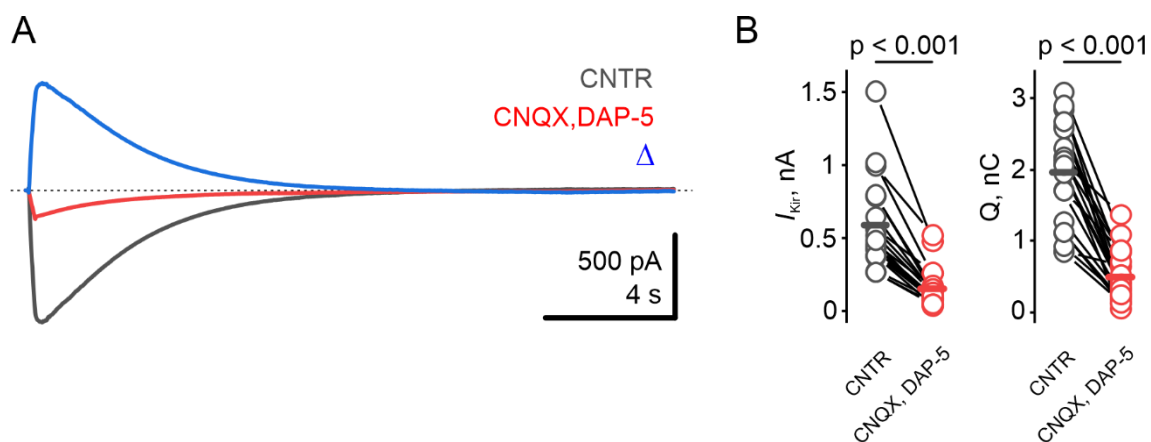 A
CNTR
CNQX,DAP-5
Δ
500 pA
4 s
B
p < 0.001
p < 0.001
I Kir, nA
1.5
1
0.5
0
CNTR
CNQX, DAP-5
Q, nC
3
2
1
0
CNTR
CNQX, DAP-5